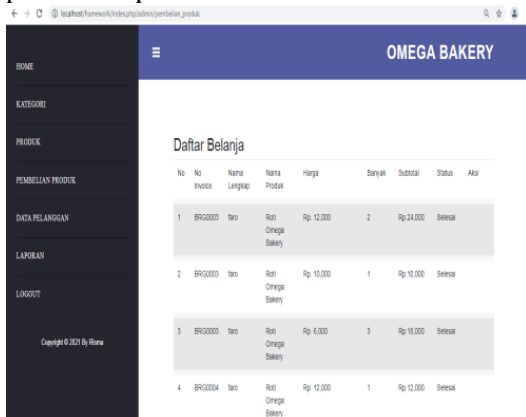 localhost/framework/index.php/admin/pembelian_produk
OMEGA BAKERY
HOME
KATEGORI
PRODUK
PEMBELIAN PRODUK
DATA PELANGGAN
LAPORAN
LOGOUT
Copyright © 2021 By Risma
Daftar Belanja
No No Invoice Nama Lengkap Nama Produk Harga Banyak Subtotal Status Aksi
1 BRG0003 taro Roti Omega Bakery Rp. 12,000 2 Rp.24,000 Selesai
2 BRG0003 taro Roti Omega Bakery Rp. 10,000 1 Rp.10,000 Selesai
3 BRG0003 taro Roti Omega Bakery Rp. 6,000 3 Rp.18,000 Selesai
4 BRG0004 taro Roti Omega Bakery Rp. 12,000 1 Rp.12,000 Selesai